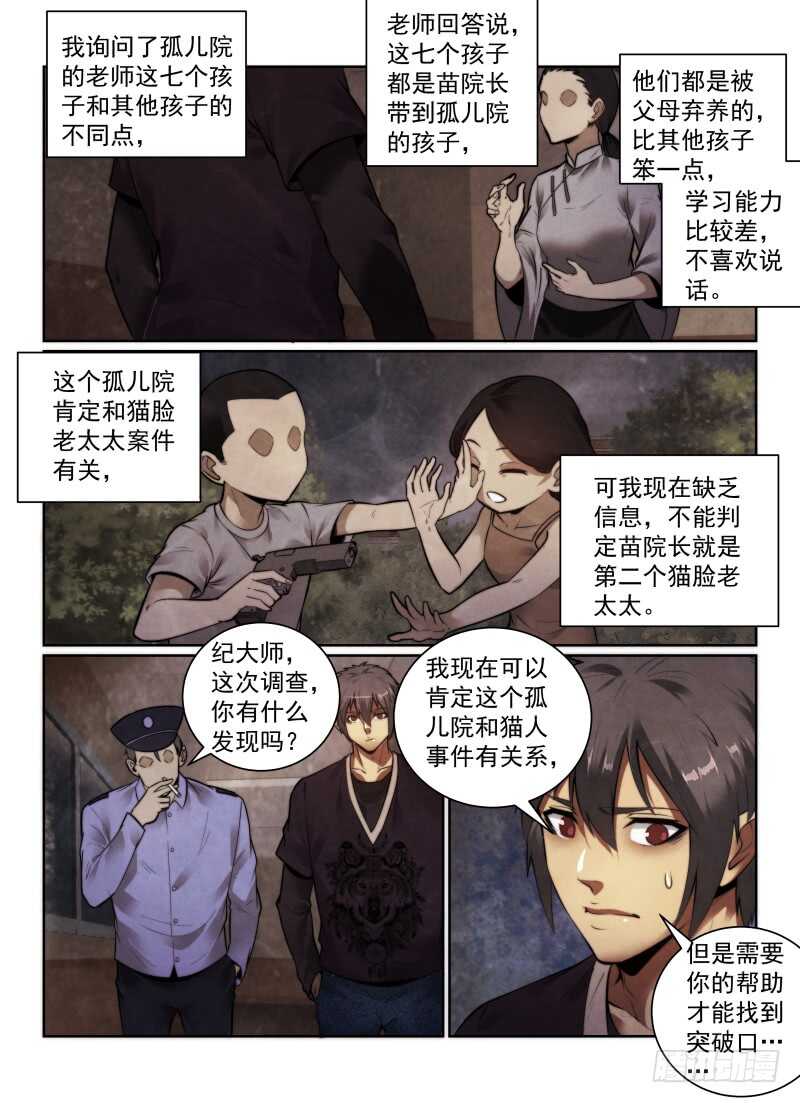 我询问了孤儿院
的老师这七个孩
子和其他孩子的
不同点，
老师回答说，
这七个孩子
都是苗院长
带到孤儿院
的孩子，
他们都是被
父母弃养的，
比其他孩子
笨一点，
学习能力
比较差，
不喜欢说
话。
这个孤儿院
肯定和猫脸
老太太案件
有关，
可我现在缺乏
信息，不能判
定苗院长就是
第二个猫脸老
太太。
纪大师，
这次调查，
你有什么
发现吗？
我现在可以
肯定这个孤
儿院和猫人
事件有关系，
但是需要
你的帮助
才能找到
突破口……
……
腾讯动漫